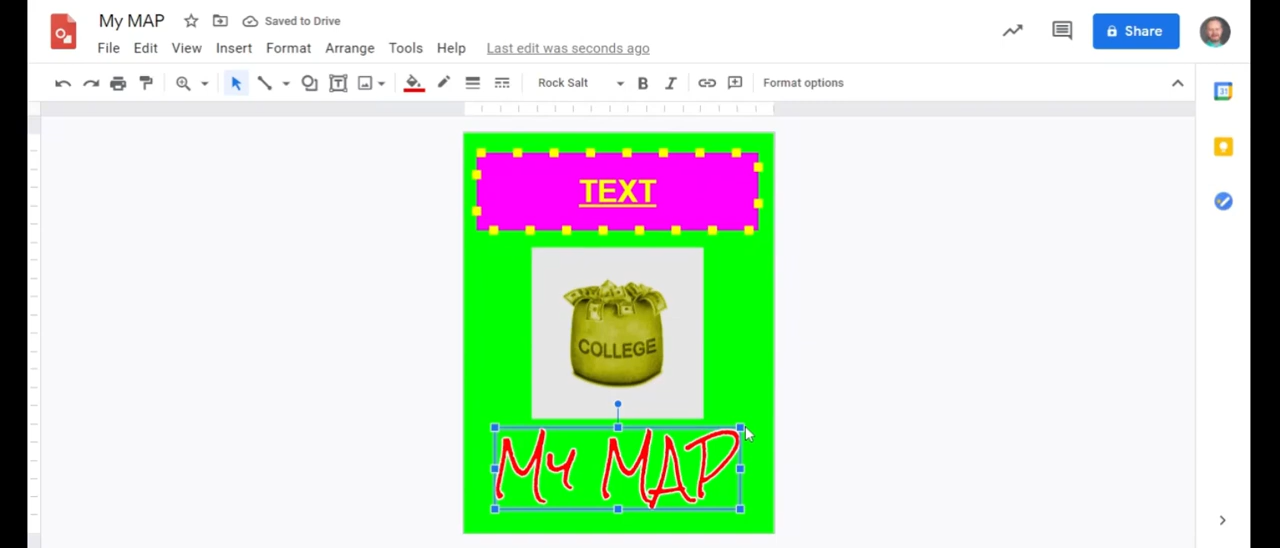 My MAP
Saved to Drive
File Edit View Insert Format Arrange Tools Help Last edit was seconds ago
Share
Rock Salt B I Format options
31
TEXT
COLLEGE
My MAP